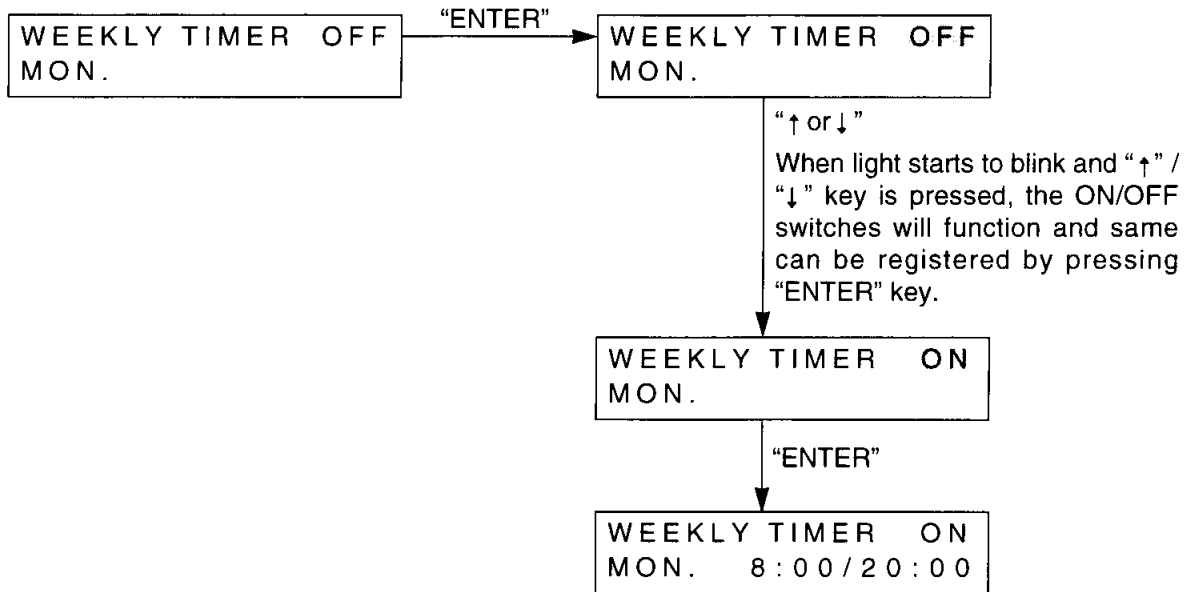 "ENTER"
WEEKLY TIMER OFF
MON.
WEEKLY TIMER OFF
MON.
“↑ or ↓”
When light starts to blink and “↑” /
“↓” key is pressed, the ON/OFF
switches will function and same
can be registered by pressing
“ENTER” key.
WEEKLY TIMER ON
MON.
“ENTER”
WEEKLY TIMER ON
MON. 8:00/20:00